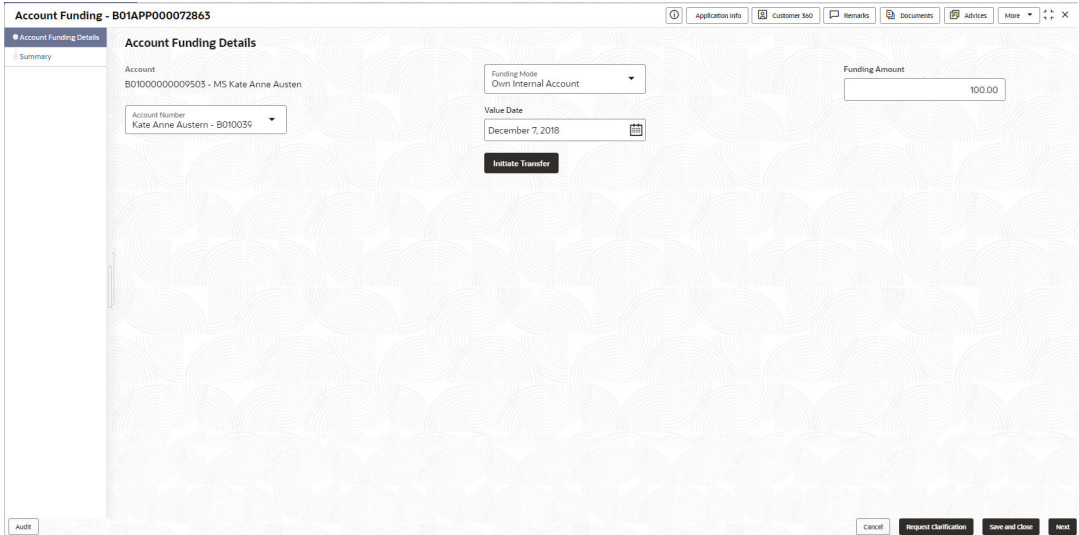 Account Funding - B01APP000072863
Application Info
Customer 360
Remarks
Documents
Advices
More
Account Funding Details
Summary
Account Funding Details
Account
B01000000009503 - MS Kate Anne Austen
Funding Mode
Own Internal Account
Funding Amount
100.00
Account Number
Kate Anne Austern - B010039
Value Date
December 7, 2018
Initiate Transfer
Audit
Cancel
Request Clarification
Save and Close
Next